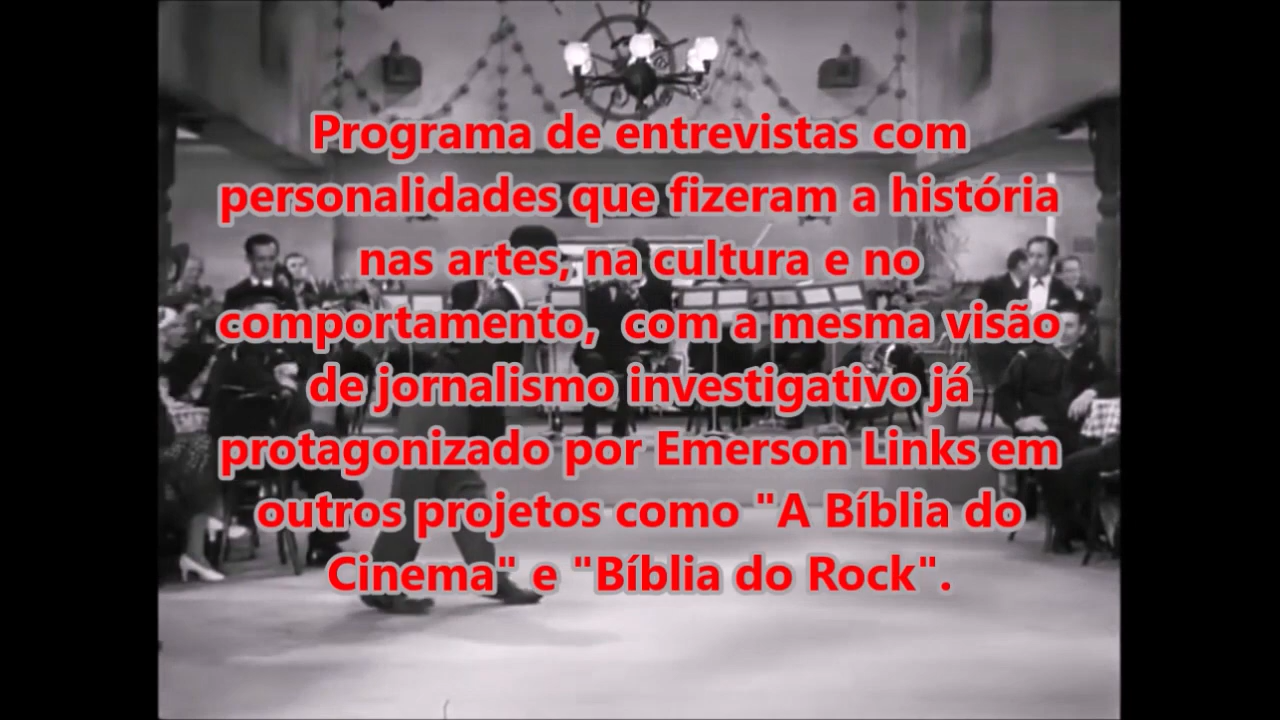 Programa de entrevistas com
personalidades que fizeram a história
nas artes, na cultura e no
comportamento,  com a mesma visão
de jornalismo investigativo já
protagonizado por Emerson Links em
outros projetos como "A Bíblia do
Cinema" e "Bíblia do Rock".